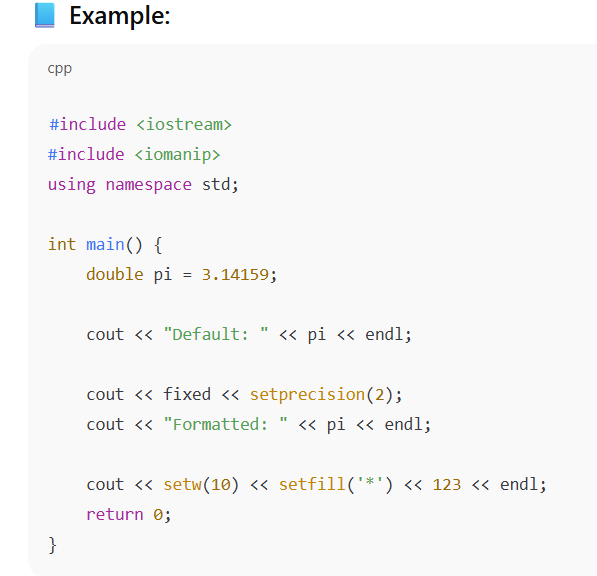 📘 Example:
cpp
#include <iostream>
#include <iomanip>
using namespace std;
int main() {
    double pi = 3.14159;
    cout << "Default: " << pi << endl;
    cout << fixed << setprecision(2);
    cout << "Formatted: " << pi << endl;
    cout << setw(10) << setfill('*') << 123 << endl;
    return 0;
}